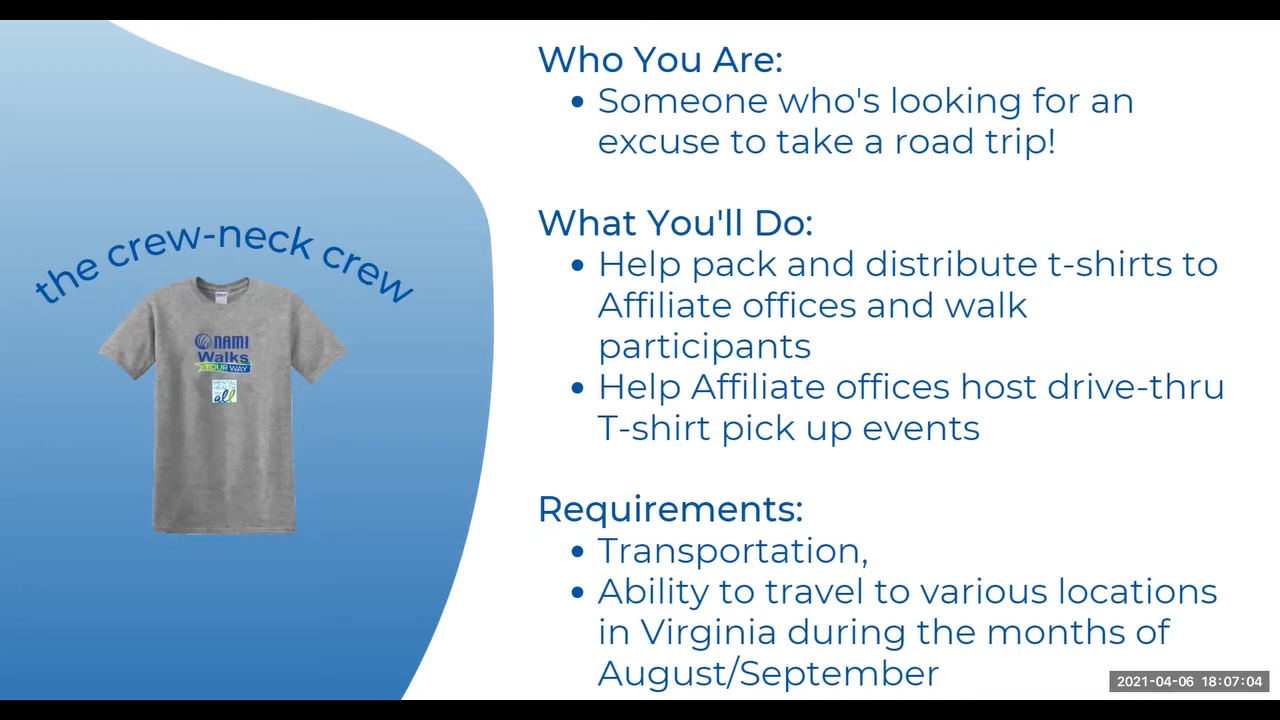 the crew-neck crew
NAMI
Walks
YOUR WAY
MENTAL
HEALTH
all
Who You Are:
Someone who's looking for an
excuse to take a road trip!
What You'll Do:
Help pack and distribute t-shirts to
Affiliate offices and walk
participants
Help Affiliate offices host drive-thru
T-shirt pick up events
Requirements:
Transportation,
Ability to travel to various locations
in Virginia during the months of
August/September
2021-04-06 18:07:04